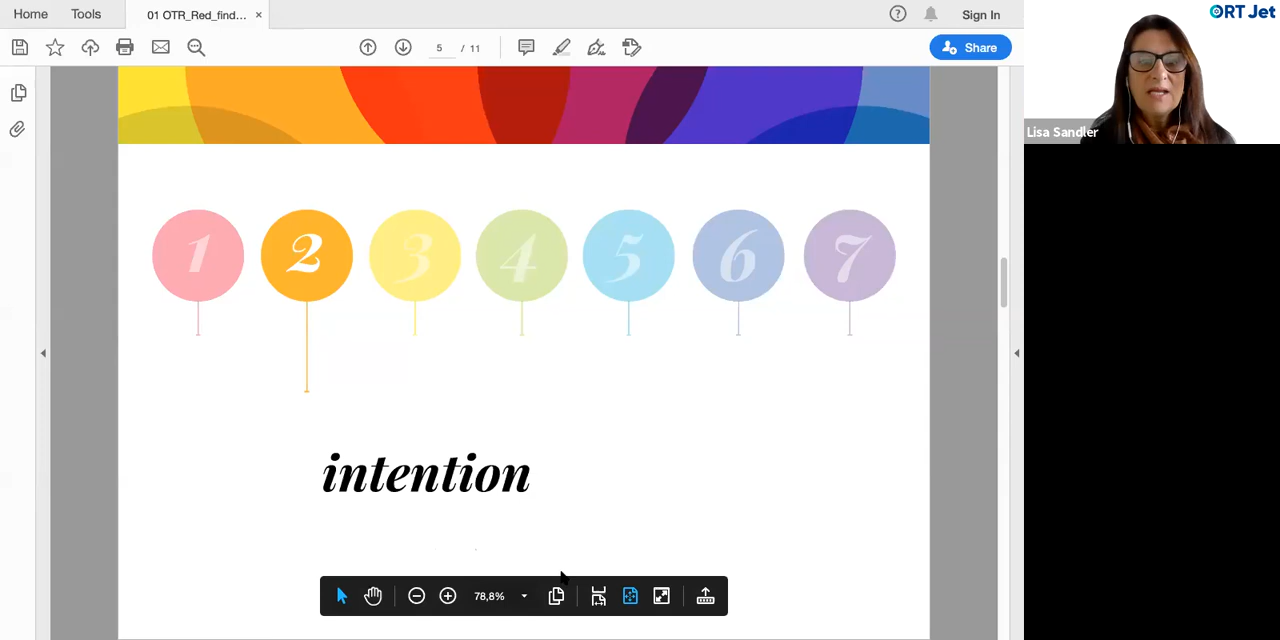 Home
Tools
01 OTR_Red_find...
×
Sign In
5 / 11
Share
ORT Jet
Lisa Sandler
1 2 3 4 5 6 7
intention
78,8%